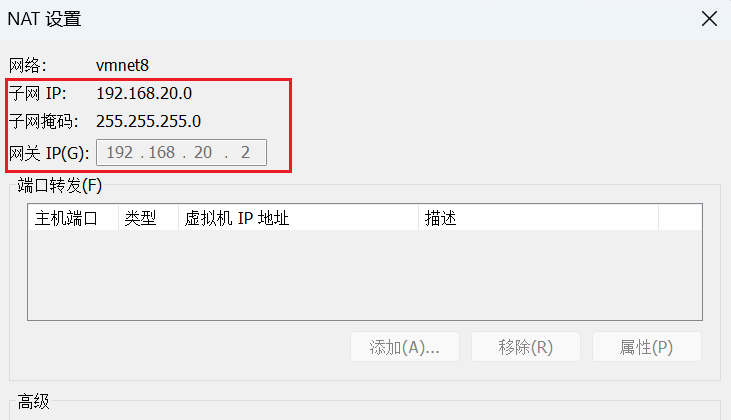 NAT 设置
网络: vmnet8
子网 IP: 192.168.20.0
子网掩码: 255.255.255.0
网关 IP(G): 192 . 168 . 20 . 2
端口转发(F)
主机端口 类型 虚拟机 IP 地址 描述
添加(A)... 移除(R) 属性(P)
高级